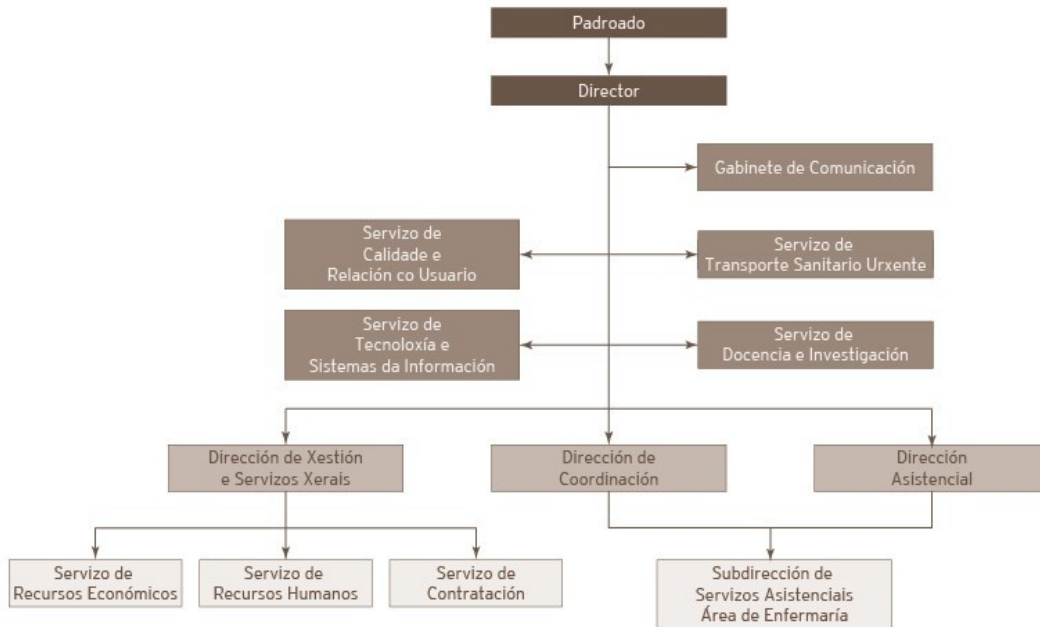 Padroado
Director
Gabinete de Comunicación
Servizo de
Calidade e
Relación co Usuario
Servizo de
Transporte Sanitario Urxente
Servizo de
Tecnoloxía e
Sistemas da Información
Servizo de
Docencia e Investigación
Dirección de Xestión
e Servizos Xerais
Dirección de
Coordinación
Dirección
Asistencial
Servizo de
Recursos Económicos
Servizo de
Recursos Humanos
Servizo de
Contratación
Subdirección de
Servizos Asistenciais
Área de Enfermaría